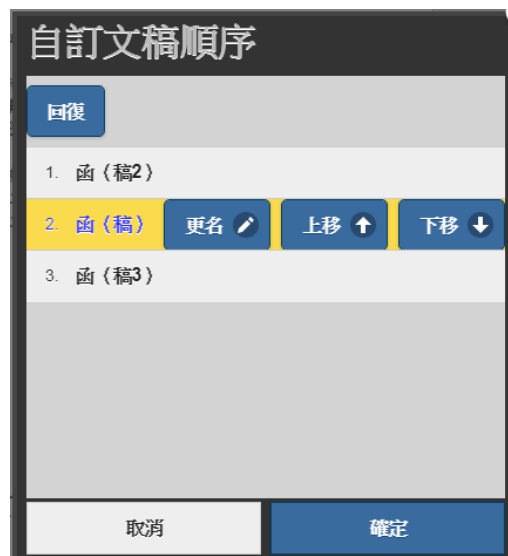 自訂文稿順序
回復
1. 函（稿2）
2. 函（稿） 更名 上移 下移
3. 函（稿3）
取消 確定